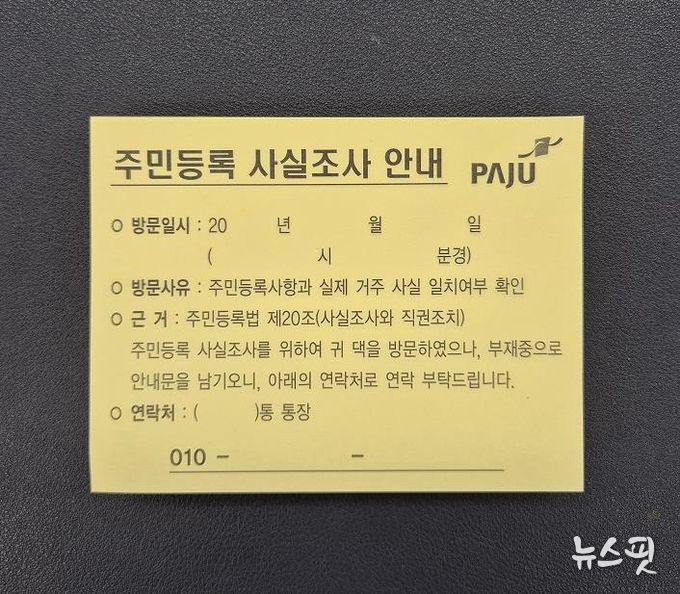 주민등록 사실조사 안내 PAJU
방문일시 : 20 년 월 일
( 시 분경)
방문사유 : 주민등록사항과 실제 거주 사실 일치여부 확인
근 거 : 주민등록법 제20조(사실조사와 직권조치)
주민등록 사실조사를 위하여 귀 댁을 방문하였으나, 부재중으로
안내문을 남기오니, 아래의 연락처로 연락 부탁드립니다.
연락처 : ( )통 통장
010 - -
뉴스핏